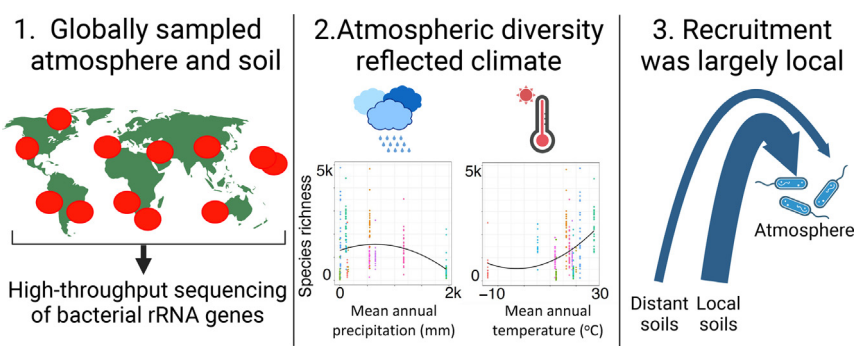 1. Globally sampled
atmosphere and soil
High-throughput sequencing
of bacterial rRNA genes
2.Atmospheric diversity
reflected climate
Species richness
5k
0
0
2k
Mean annual
precipitation (mm)
5k
0
−10
30
Mean annual
temperature (°C)
3. Recruitment
was largely local
Atmosphere
Distant
soils
Local
soils